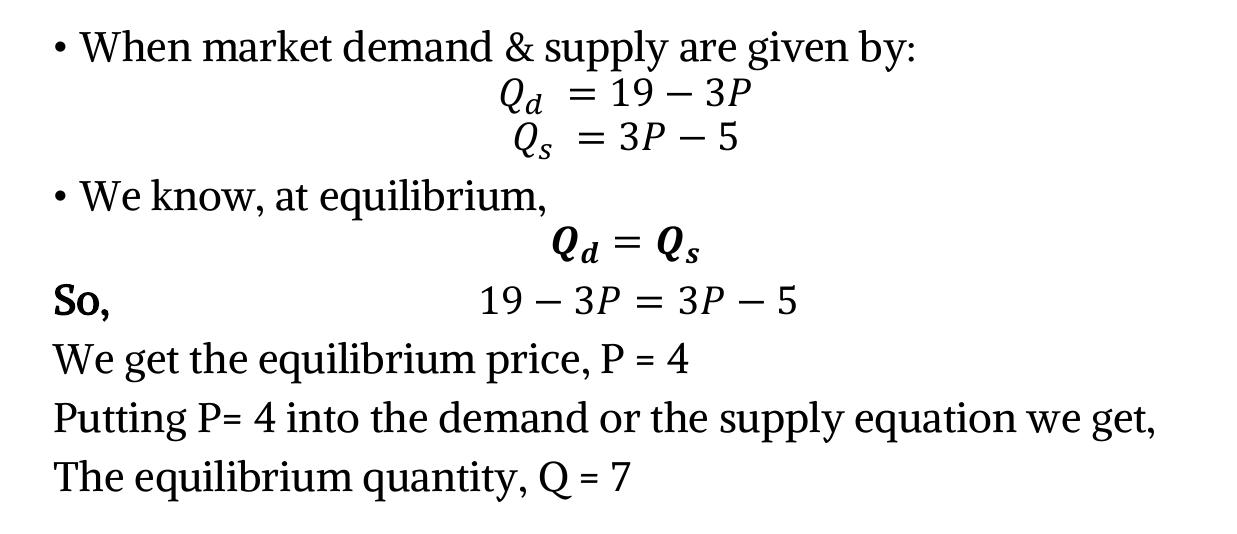 • When market demand & supply are given by:
Q_d = 19 − 3P
Q_s = 3P − 5
• We know, at equilibrium,
Q_d = Q_s
So, 19 − 3P = 3P − 5
We get the equilibrium price, P = 4
Putting P= 4 into the demand or the supply equation we get,
The equilibrium quantity, Q = 7